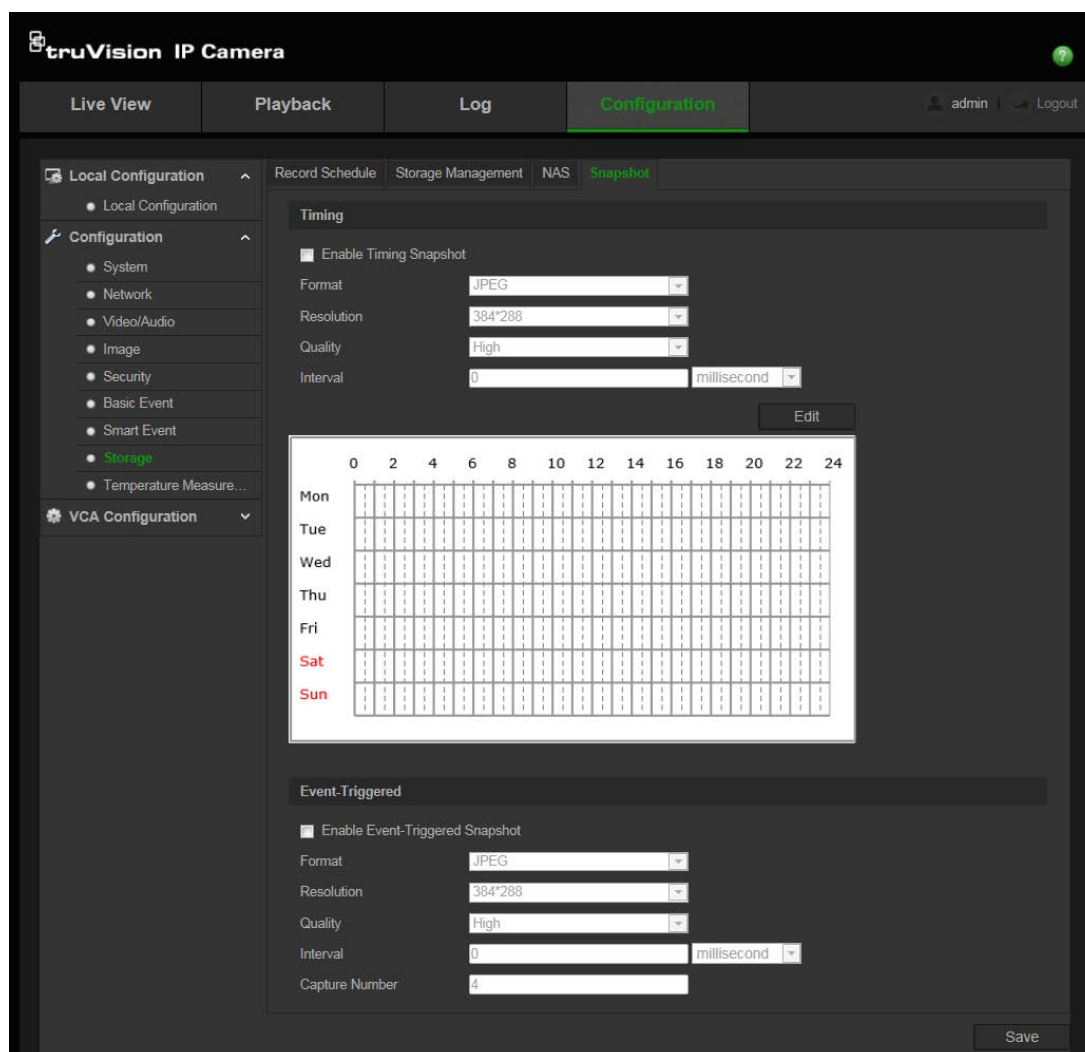 truVision IP Camera
?
Live View Playback Log Configuration admin | Logout
Local Configuration
Local Configuration
Configuration
System
Network
Video/Audio
Image
Security
Basic Event
Smart Event
Storage
Temperature Measure...
VCA Configuration
Record Schedule Storage Management NAS Snapshot
Timing
Enable Timing Snapshot
Format JPEG
Resolution 384*288
Quality High
Interval 0 millisecond
Edit
0 2 4 6 8 10 12 14 16 18 20 22 24
Mon
Tue
Wed
Thu
Fri
Sat
Sun
Event-Triggered
Enable Event-Triggered Snapshot
Format JPEG
Resolution 384*288
Quality High
Interval 0 millisecond
Capture Number 4
Save